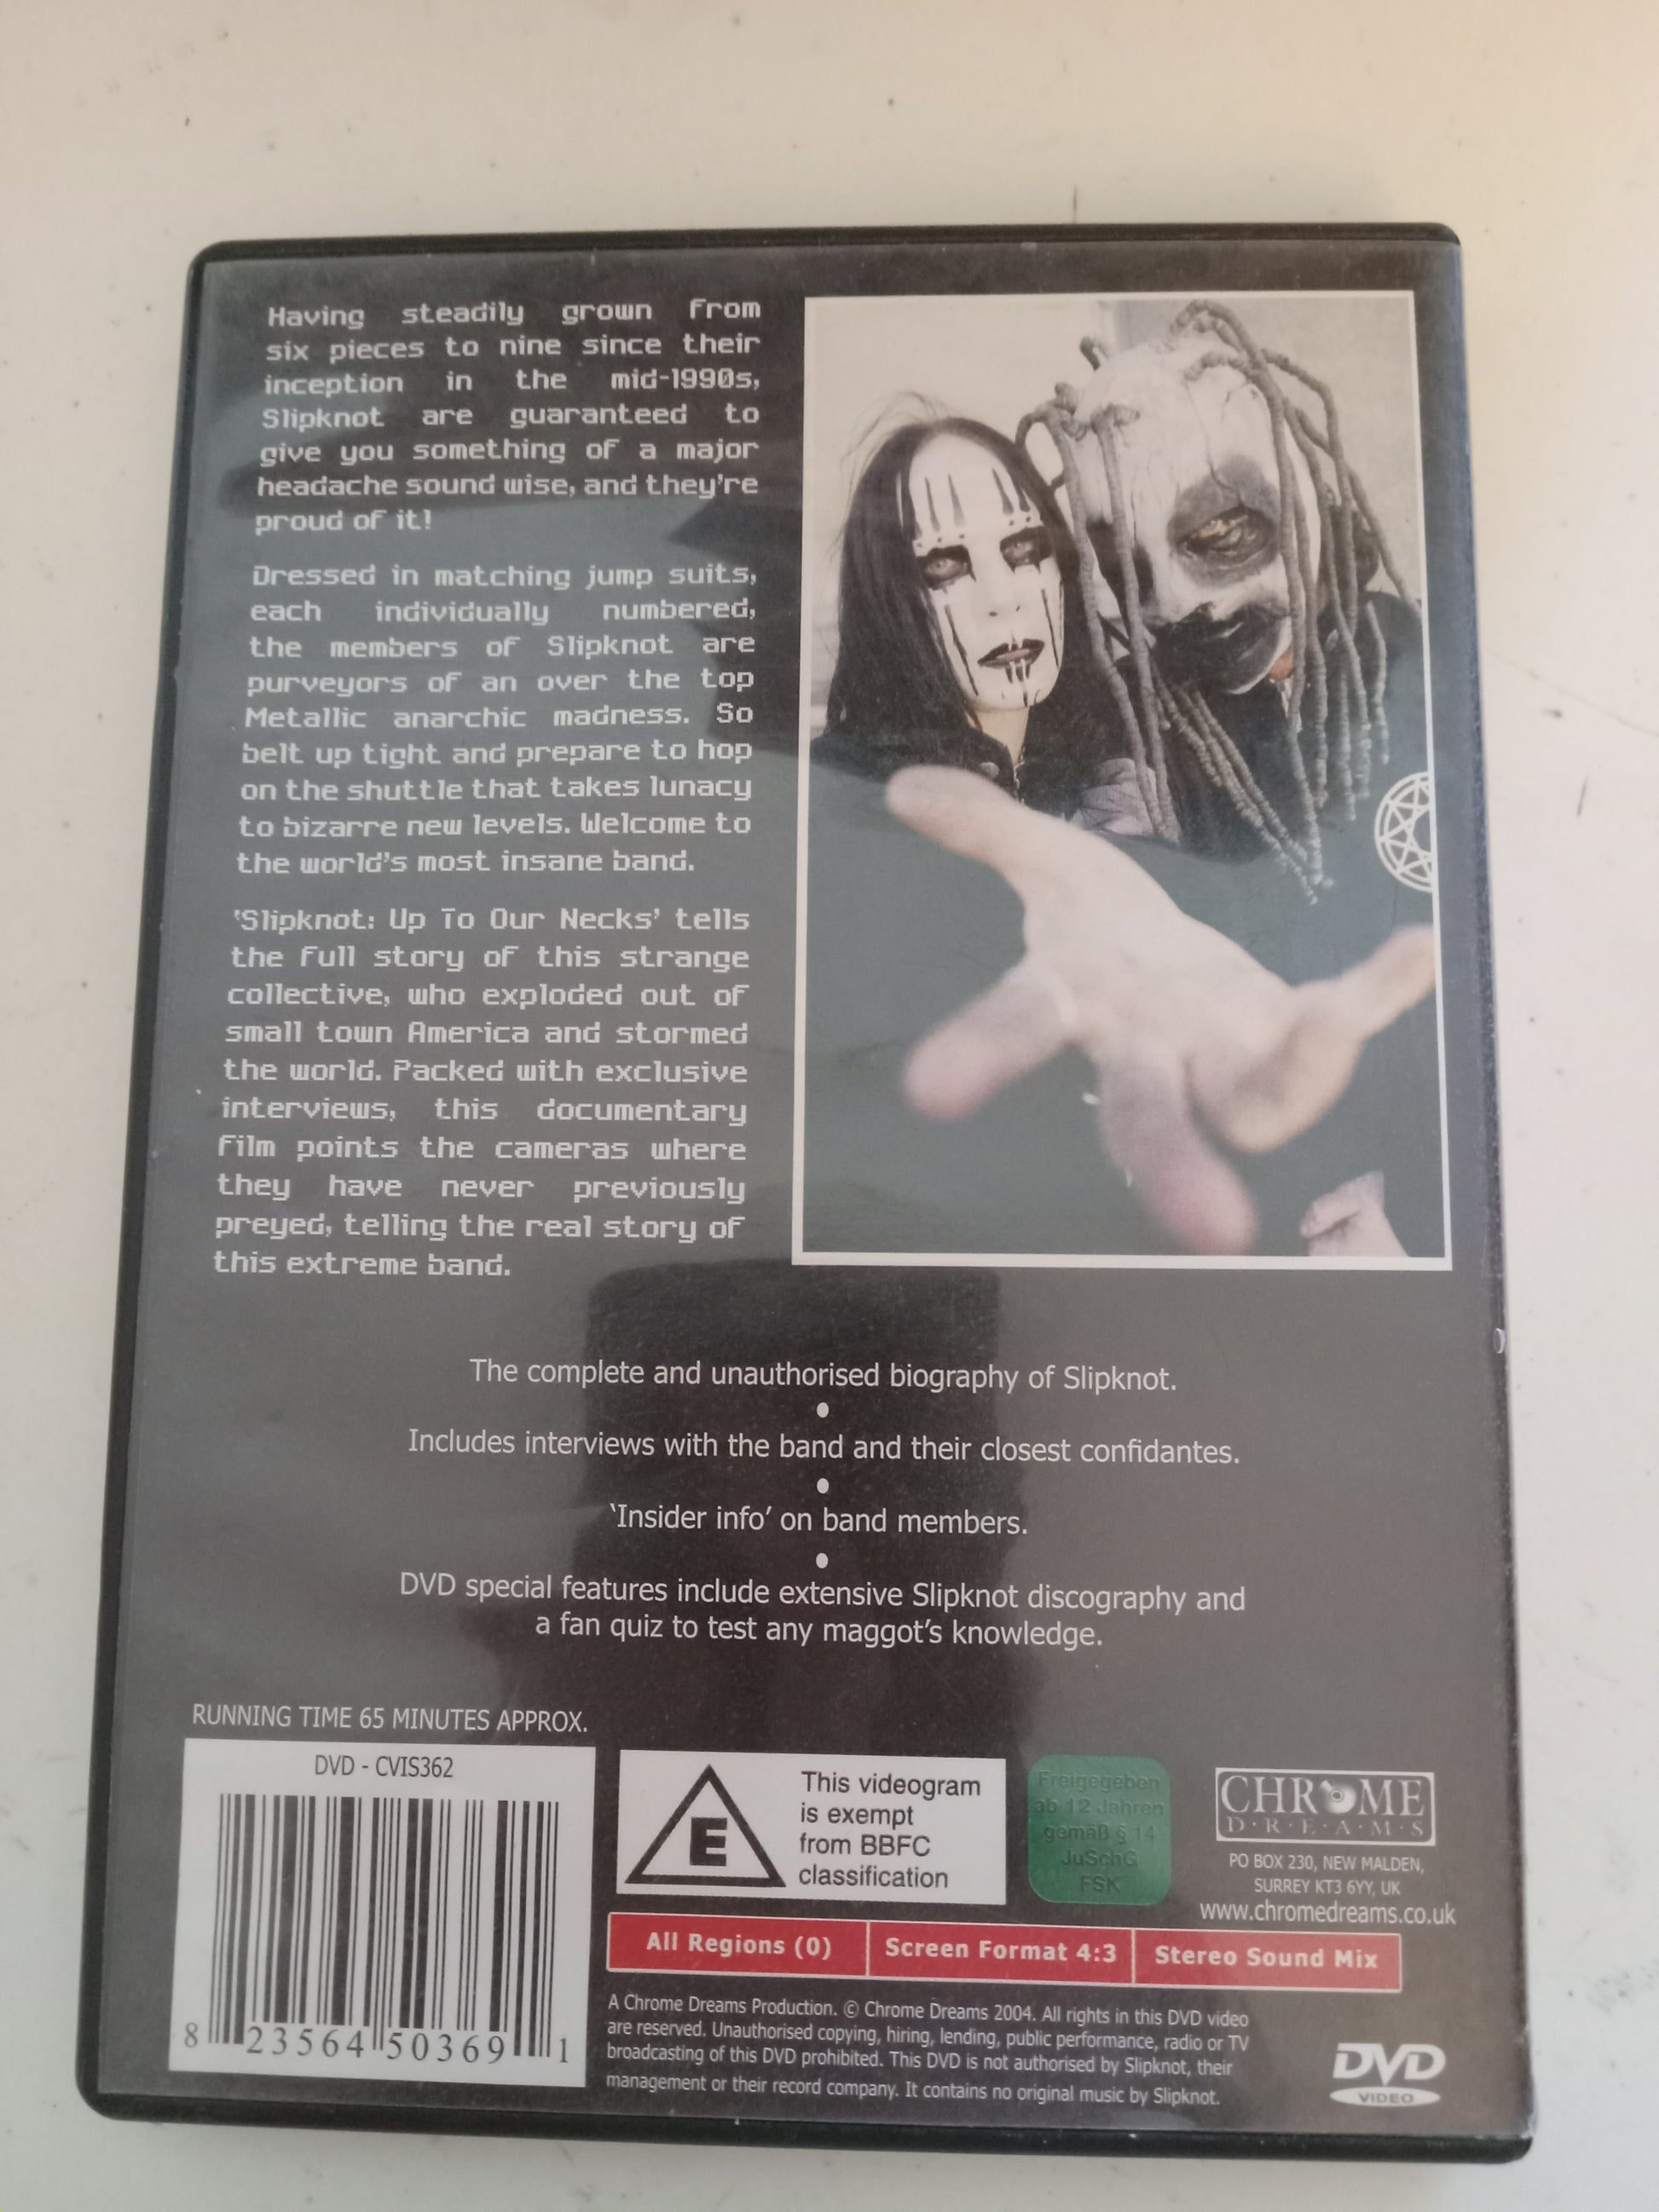 Having steadily grown from
six pieces to nine since their
inception in the mid-1990s,
Slipknot are guaranteed to
give you something of a major
headache sound wise, and they're
proud of it!
Dressed in matching jump suits,
each individually numbered,
the members of Slipknot are
purveyors of an over the top
Metallic anarchic madness. So
belt up tight and prepare to hop
on the shuttle that takes lunacy
to bizarre new levels. Welcome to
the world's most insane band.
'Slipknot: Up To Our Necks' tells
the full story of this strange
collective, who exploded out of
small town America and stormed
the world. Packed with exclusive
interviews, this documentary
film points the cameras where
they have never previously
preyed, telling the real story of
this extreme band.
The complete and unauthorised biography of Slipknot.
Includes interviews with the band and their closest confidantes.
'Insider info' on band members.
DVD special features include extensive Slipknot discography and
a fan quiz to test any maggot's knowledge.
RUNNING TIME 65 MINUTES APPROX.
DVD - CVIS362
8 23564 50369 1
E
This videogram
is exempt
from BBFC
classification
Freigegeben
ab 12 Jahren
gemäß § 14
JuSchG
FSK
CHROME
D·R·E·A·M·S
PO BOX 230, NEW MALDEN,
SURREY KT3 6YY, UK
www.chromedreams.co.uk
All Regions (0) Screen Format 4:3 Stereo Sound Mix
A Chrome Dreams Production. © Chrome Dreams 2004. All rights in this DVD video
are reserved. Unauthorised copying, hiring, lending, public performance, radio or TV
broadcasting of this DVD prohibited. This DVD is not authorised by Slipknot, their
management or their record company. It contains no original music by Slipknot.
DVD
VIDEO